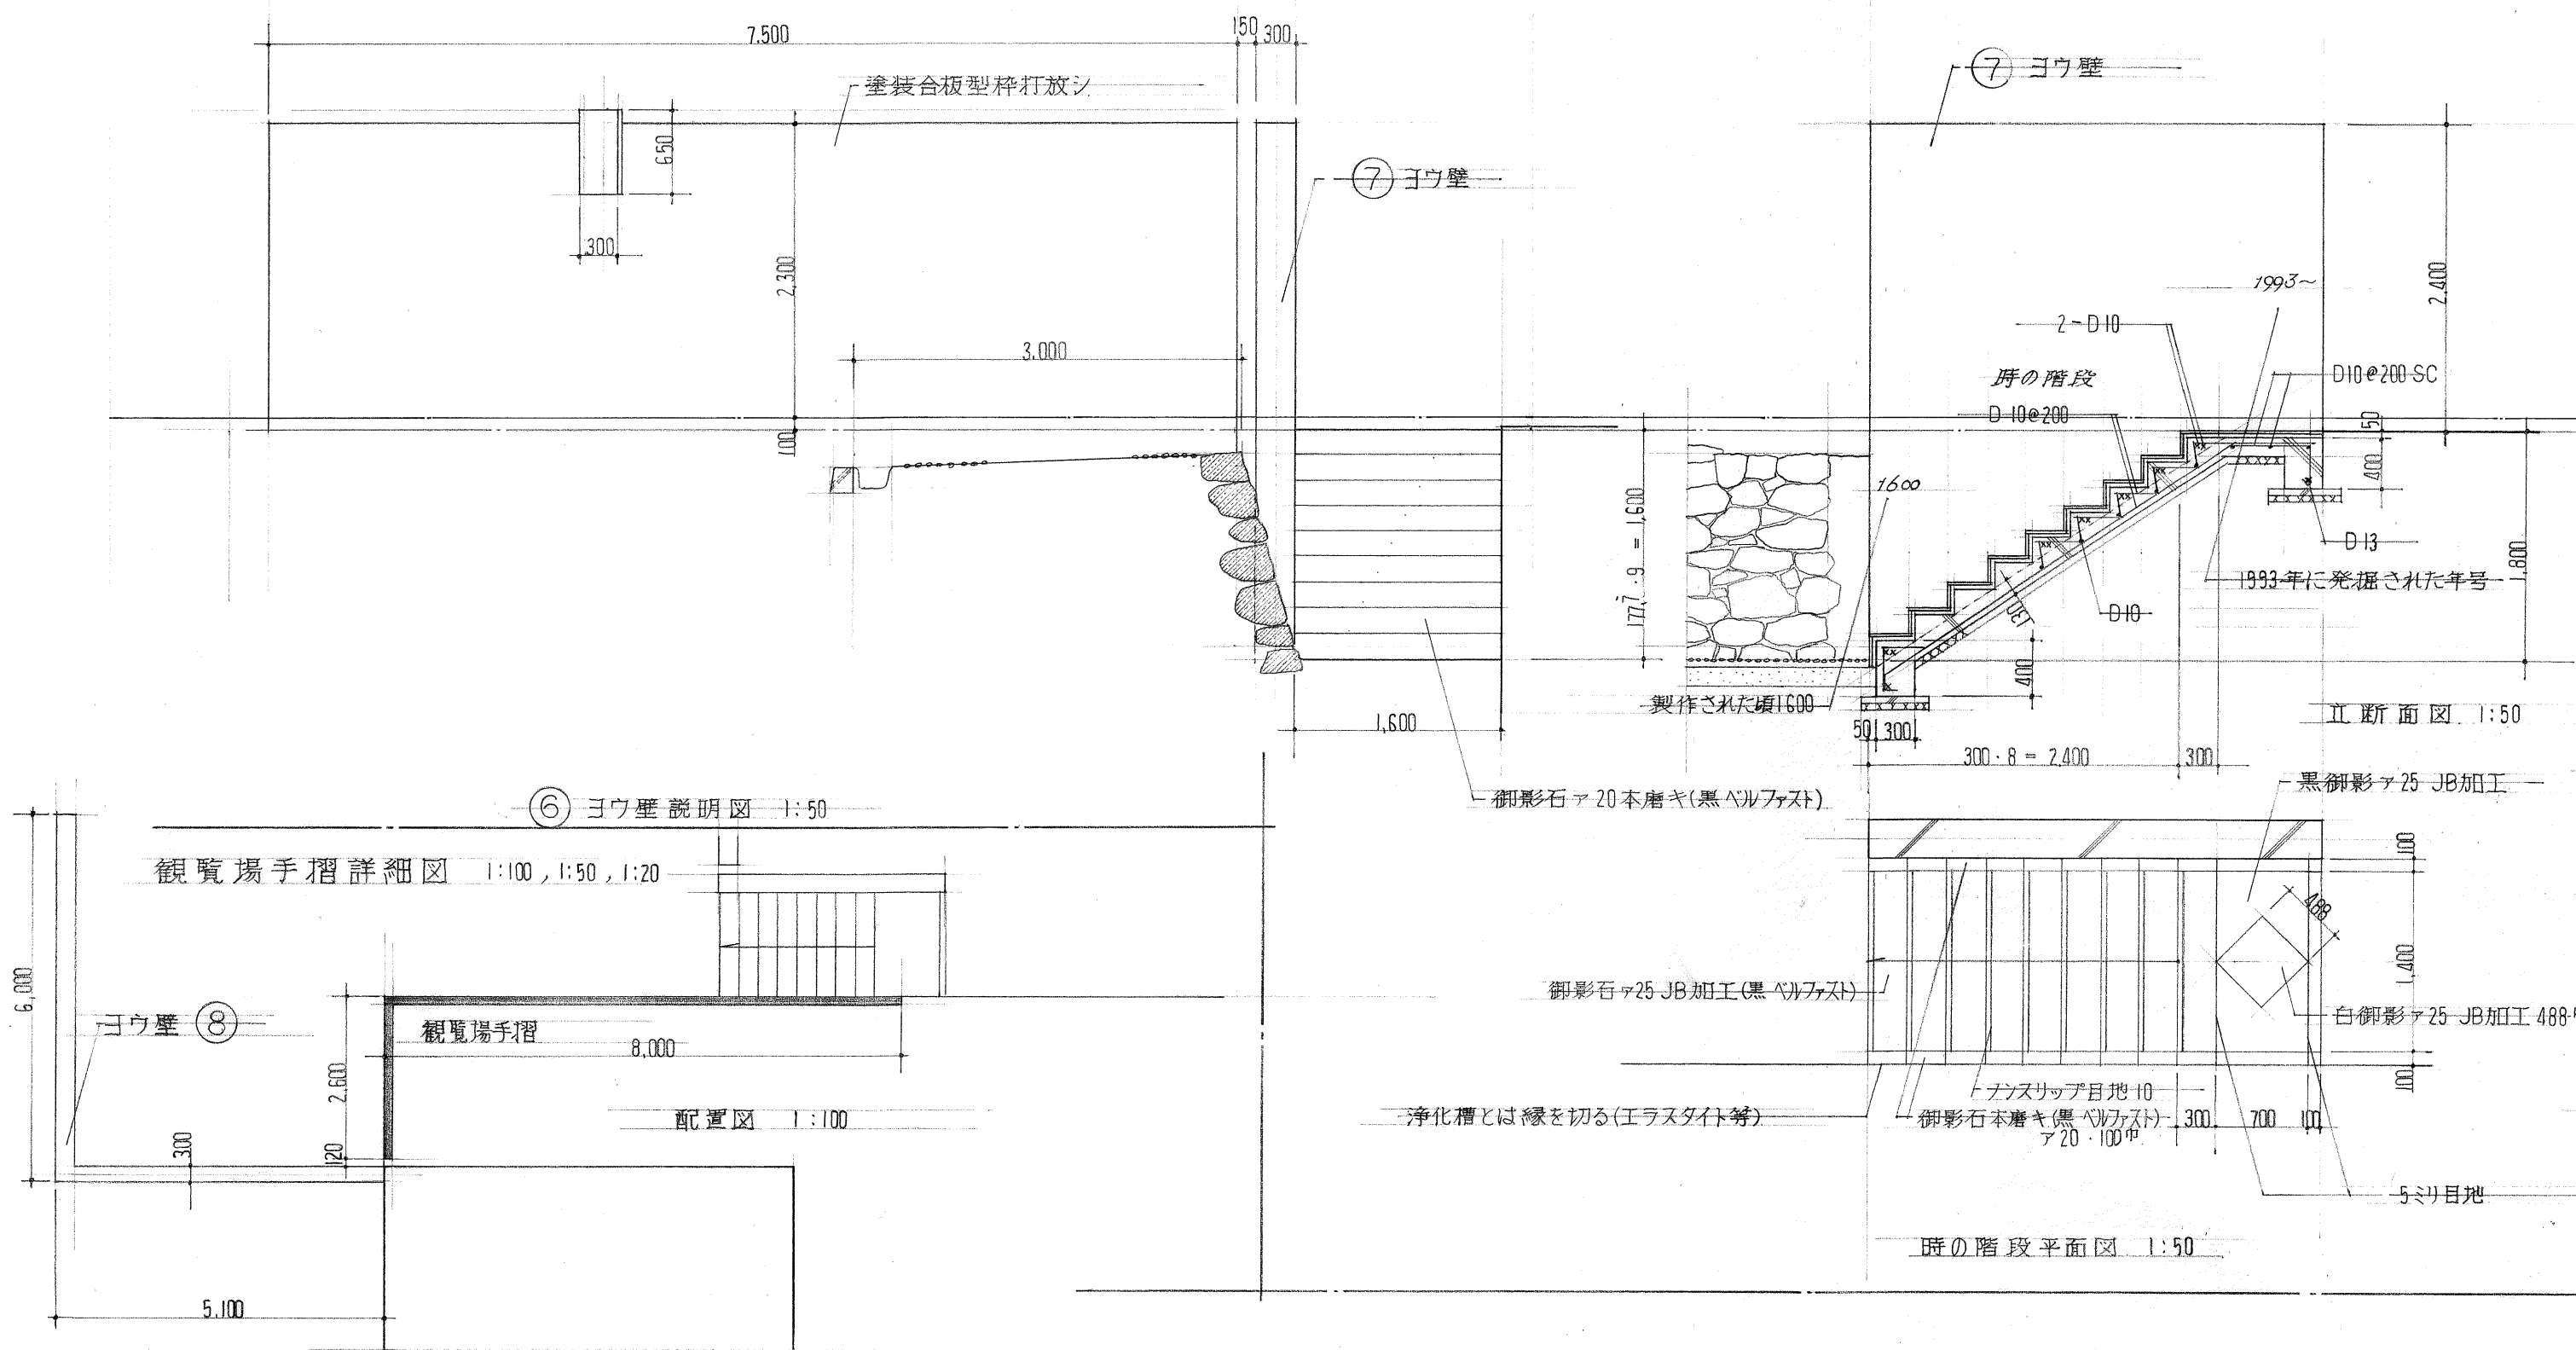 7,500
150
300
塗装合板型枠打放シ
650
300
2,300
⑦ ヨウ壁
3,000
100
1,600
177.7̇・9 = 1,600
御影石ァ20本磨キ(黒ベルファスト)
⑥ ヨウ壁説明図 1:50
⑦ ヨウ壁
2,400
1993〜
2-D10
時の階段
D10@200 SC
D-10@200
50
400
1600
D13
1,800
1993年に発掘された年号
D10
130
400
製作された頃1600
50
300
立断面図 1:50
300・8 = 2,400
300
観覧場手摺詳細図 1:100 , 1:50 , 1:20
6,000
ヨウ壁 ⑧
観覧場手摺
8,000
2,600
配置図 1:100
120
300
5,100
黒御影ァ25 JB加工
100
488
1,400
御影石ァ25 JB加工(黒ベルファスト)
白御影ァ25 JB加工 488
100
ナンスリップ目地10
浄化槽とは縁を切る(エラスタイト等)
御影石本磨キ(黒ベルファスト)
ァ20・100巾
300
700
100
5ミリ目地
時の階段平面図 1:50